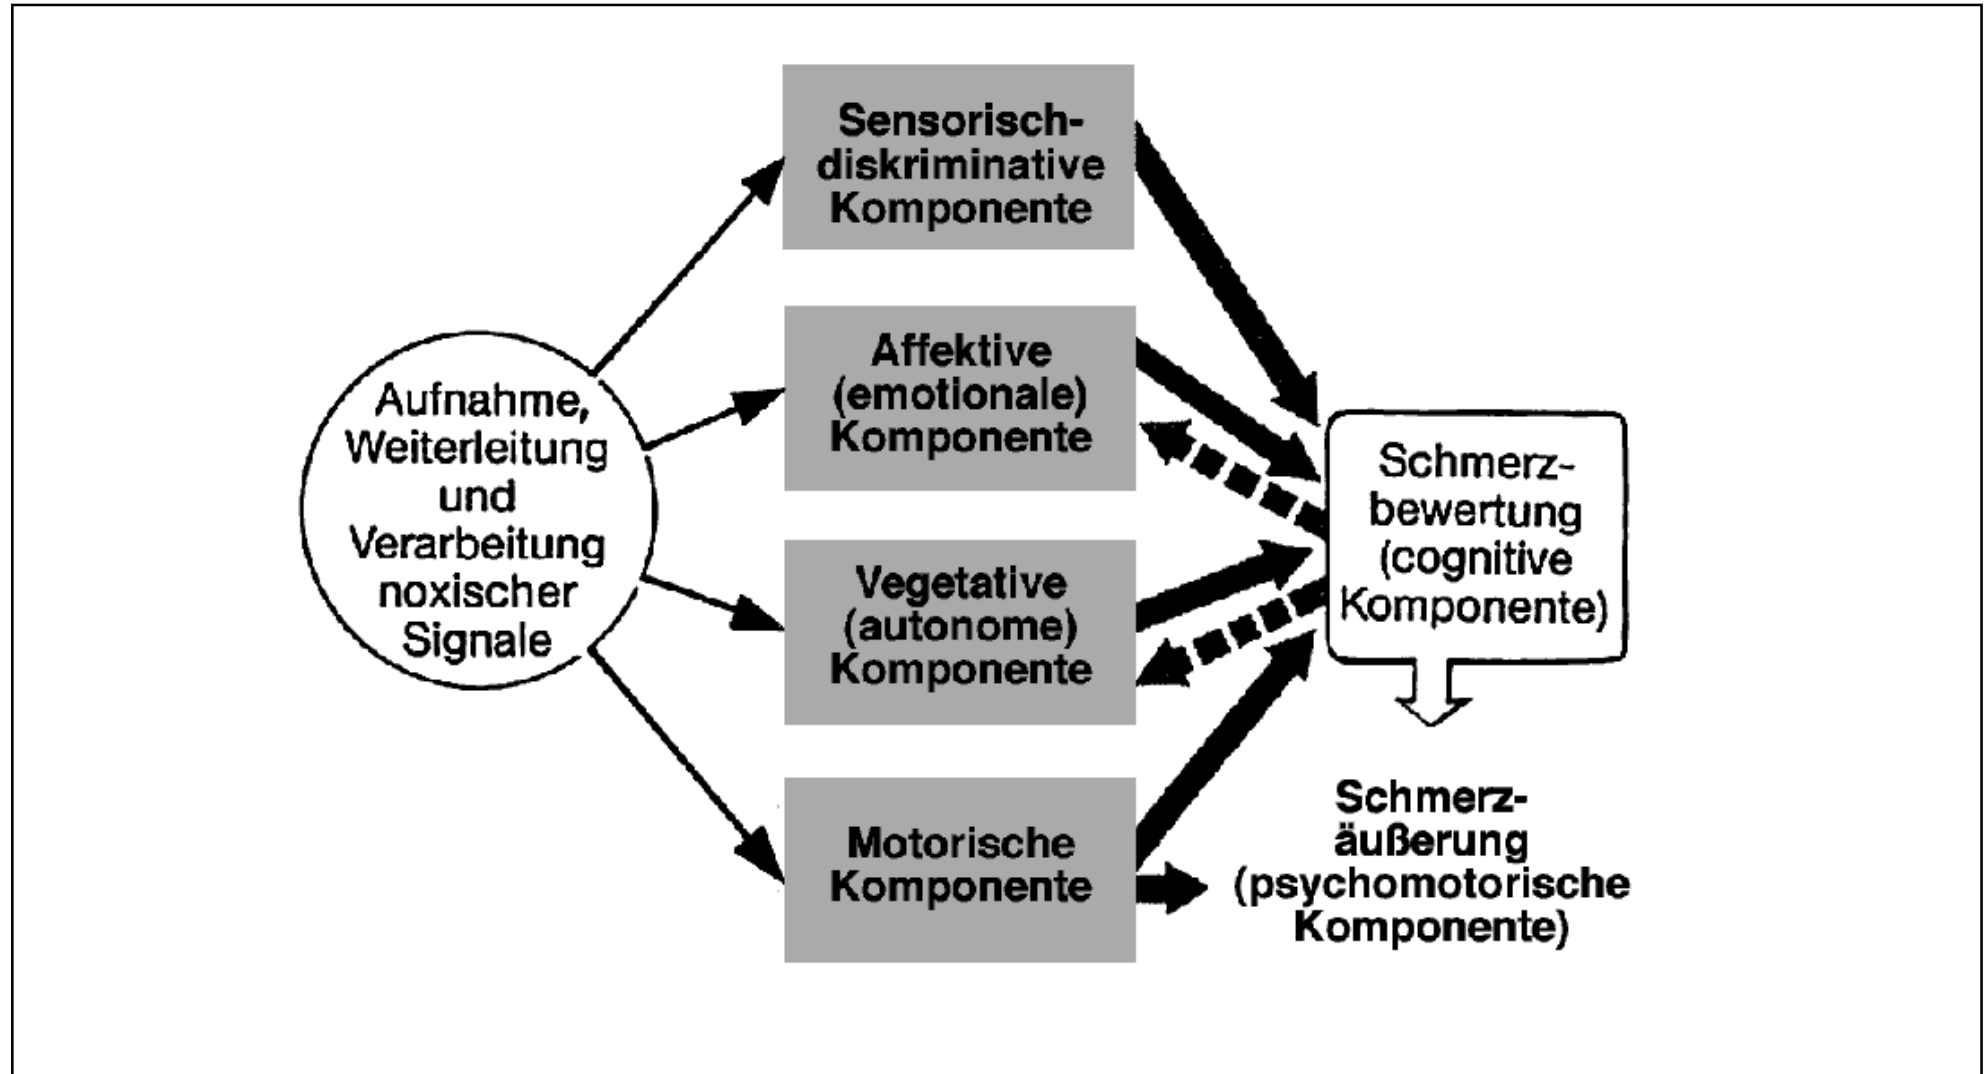 Sensorisch-
diskriminative
Komponente
Affektive
(emotionale)
Komponente
Aufnahme,
Weiterleitung
und
Verarbeitung
noxischer
Signale
Schmerz-
bewertung
(cognitive
Komponente)
Vegetative
(autonome)
Komponente
Motorische
Komponente
Schmerz-
äußerung
(psychomotorische
Komponente)